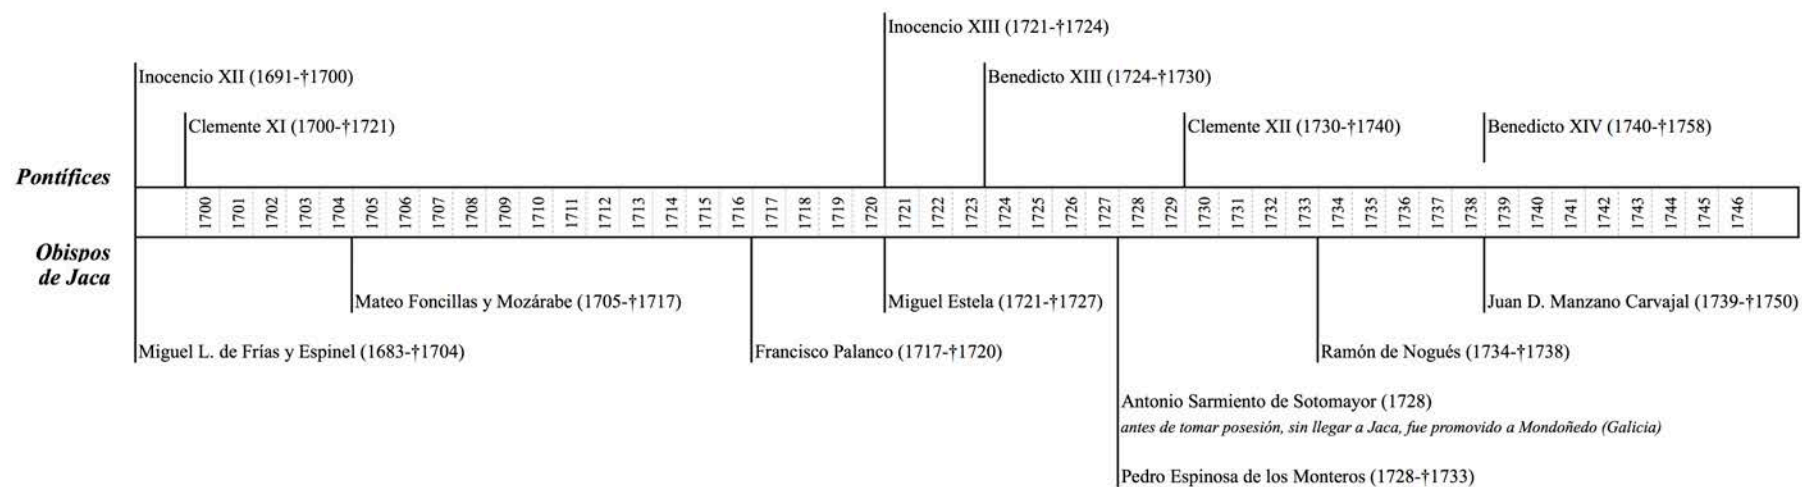 Inocencio XIII (1721-†1724)
Inocencio XII (1691-†1700)
Benedicto XIII (1724-†1730)
Clemente XI (1700-†1721)
Clemente XII (1730-†1740)
Benedicto XIV (1740-†1758)
Pontífices
1700 1701 1702 1703 1704 1705 1706 1707 1708 1709 1710 1711 1712 1713 1714 1715 1716 1717 1718 1719 1720 1721 1722 1723 1724 1725 1726 1727 1728 1729 1730 1731 1732 1733 1734 1735 1736 1737 1738 1739 1740 1741 1742 1743 1744 1745 1746
Obispos
de Jaca
Mateo Foncillas y Mozárabe (1705-†1717)
Miguel Estela (1721-†1727)
Juan D. Manzano Carvajal (1739-†1750)
Miguel L. de Frías y Espinel (1683-†1704)
Francisco Palanco (1717-†1720)
Ramón de Nogués (1734-†1738)
Antonio Sarmiento de Sotomayor (1728)
antes de tomar posesión, sin llegar a Jaca, fue promovido a Mondoñedo (Galicia)
Pedro Espinosa de los Monteros (1728-†1733)